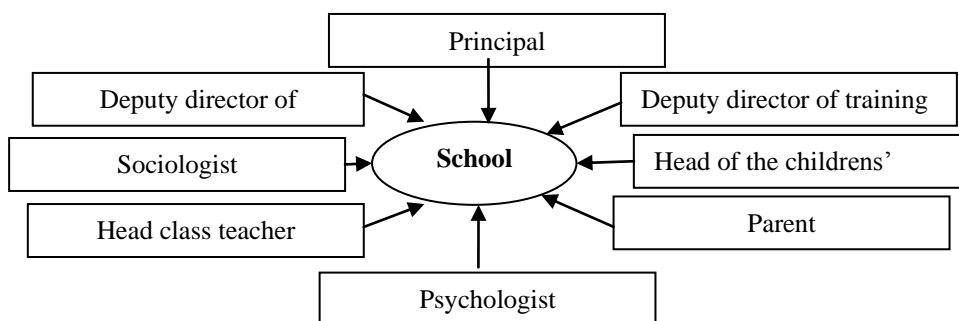 Principal
Deputy director of
Deputy director of training
Sociologist
School
Head of the childrens’
Head class teacher
Parent
Psychologist